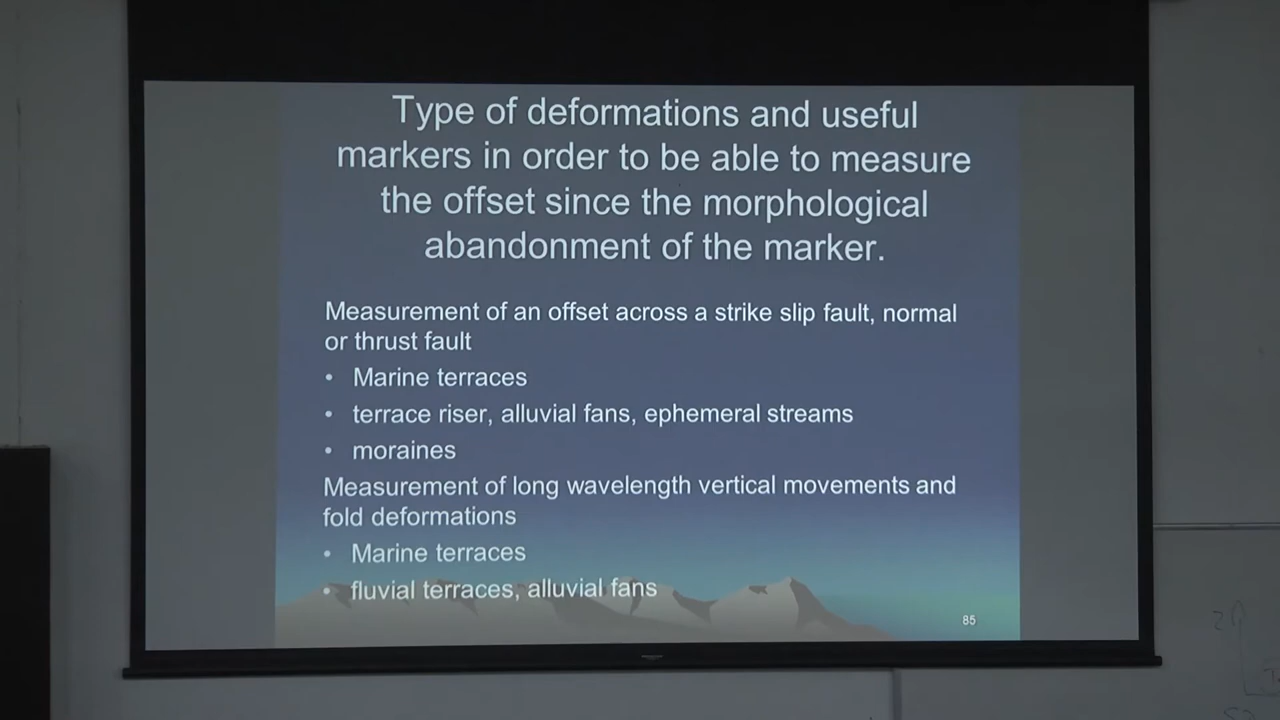 Type of deformations and useful
markers in order to be able to measure
the offset since the morphological
abandonment of the marker.
Measurement of an offset across a strike slip fault, normal
or thrust fault
• Marine terraces
• terrace riser, alluvial fans, ephemeral streams
• moraines
Measurement of long wavelength vertical movements and
fold deformations
• Marine terraces
• fluvial terraces, alluvial fans
85